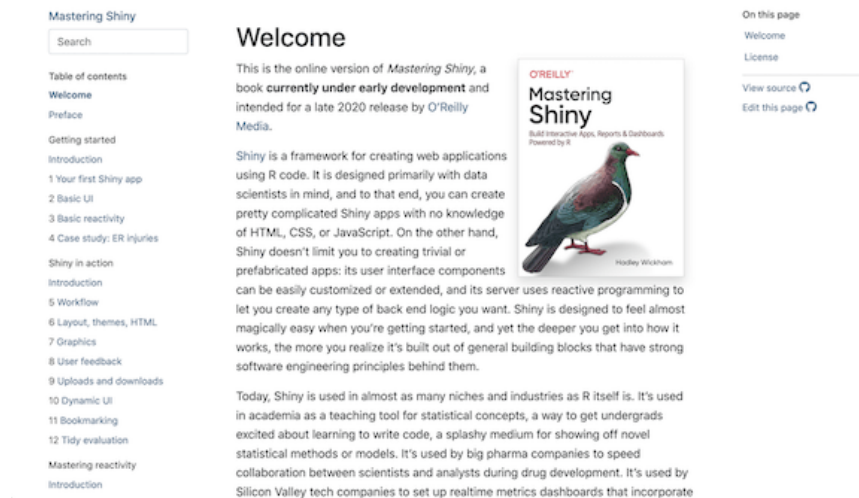 Mastering Shiny
Search
Table of contents
Welcome
Preface
Getting started
Introduction
1 Your first Shiny app
2 Basic UI
3 Basic reactivity
4 Case study: ER injuries
Shiny in action
Introduction
5 Workflow
6 Layout, themes, HTML
7 Graphics
8 User feedback
9 Uploads and downloads
10 Dynamic UI
11 Bookmarking
12 Tidy evaluation
Mastering reactivity
Introduction
Welcome
This is the online version of Mastering Shiny, a
book currently under early development and
intended for a late 2020 release by O'Reilly
Media.
Shiny is a framework for creating web applications
using R code. It is designed primarily with data
scientists in mind, and to that end, you can create
pretty complicated Shiny apps with no knowledge
of HTML, CSS, or JavaScript. On the other hand,
Shiny doesn't limit you to creating trivial or
prefabricated apps: its user interface components
can be easily customized or extended, and its server uses reactive programming to
let you create any type of back end logic you want. Shiny is designed to feel almost
magically easy when you're getting started, and yet the deeper you get into how it
works, the more you realize it's built out of general building blocks that have strong
software engineering principles behind them.
Today, Shiny is used in almost as many niches and industries as R itself is. It's used
in academia as a teaching tool for statistical concepts, a way to get undergrads
excited about learning to write code, a splashy medium for showing off novel
statistical methods or models. It's used by big pharma companies to speed
collaboration between scientists and analysts during drug development. It's used by
Silicon Valley tech companies to set up realtime metrics dashboards that incorporate
O'REILLY
Mastering
Shiny
Build Interactive Apps, Reports & Dashboards
Powered by R
Hadley Wickham
On this page
Welcome
License
View source
Edit this page